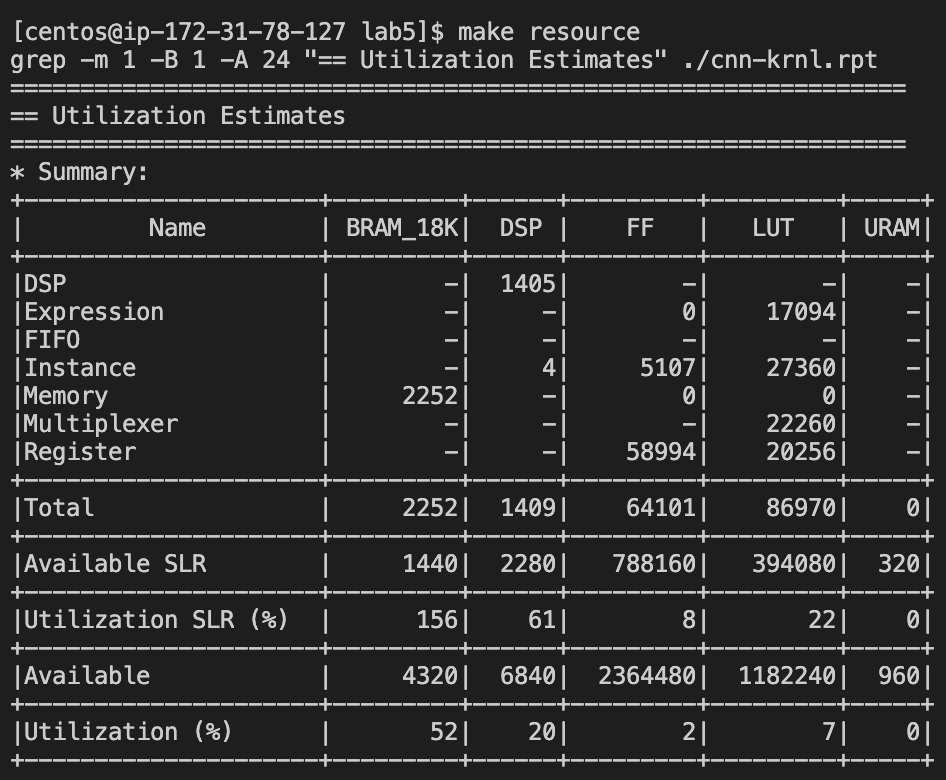 [centos@ip-172-31-78-127 lab5]$ make resource
grep -m 1 -B 1 -A 24 "== Utilization Estimates" ./cnn-krnl.rpt
================================================================
== Utilization Estimates
================================================================
* Summary:
+---------------------+---------+------+---------+---------+-----+
|         Name        | BRAM_18K|  DSP |    FF   |   LUT   | URAM|
+---------------------+---------+------+---------+---------+-----+
|DSP                  |        -|  1405|        -|        -|    -|
|Expression           |        -|     -|        0|    17094|    -|
|FIFO                 |        -|     -|        -|        -|    -|
|Instance             |        -|     4|     5107|    27360|    -|
|Memory               |     2252|     -|        0|        0|    -|
|Multiplexer          |        -|     -|        -|    22260|    -|
|Register             |        -|     -|    58994|    20256|    -|
+---------------------+---------+------+---------+---------+-----+
|Total                |     2252|  1409|    64101|    86970|    0|
+---------------------+---------+------+---------+---------+-----+
|Available SLR        |     1440|  2280|   788160|   394080|  320|
+---------------------+---------+------+---------+---------+-----+
|Utilization SLR (%)  |      156|    61|        8|       22|    0|
+---------------------+---------+------+---------+---------+-----+
|Available            |     4320|  6840|  2364480|  1182240|  960|
+---------------------+---------+------+---------+---------+-----+
|Utilization (%)      |       52|    20|        2|        7|    0|
+---------------------+---------+------+---------+---------+-----+